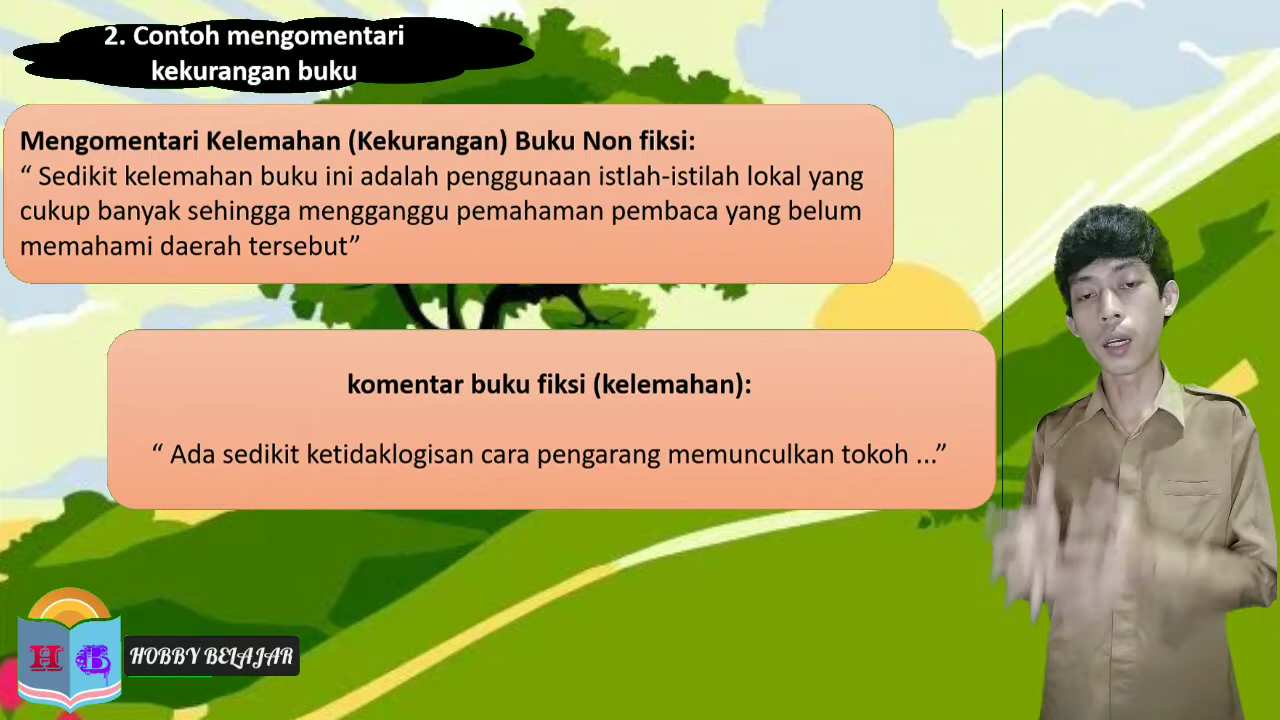 2. Contoh mengomentari
kekurangan buku
Mengomentari Kelemahan (Kekurangan) Buku Non fiksi:
“ Sedikit kelemahan buku ini adalah penggunaan istlah-istilah lokal yang
cukup banyak sehingga mengganggu pemahaman pembaca yang belum
memahami daerah tersebut”
komentar buku fiksi (kelemahan):
“ Ada sedikit ketidaklogisan cara pengarang memunculkan tokoh ...”
H B
HOBBY BELAJAR